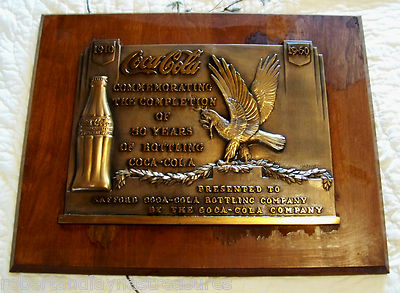 1910
1960
Coca-Cola
COMMEMORATING
THE COMPLETION
OF
50 YEARS
OF BOTTLING
COCA-COLA
PRESENTED TO
SAFFORD COCA-COLA BOTTLING COMPANY
BY THE COCA-COLA COMPANY